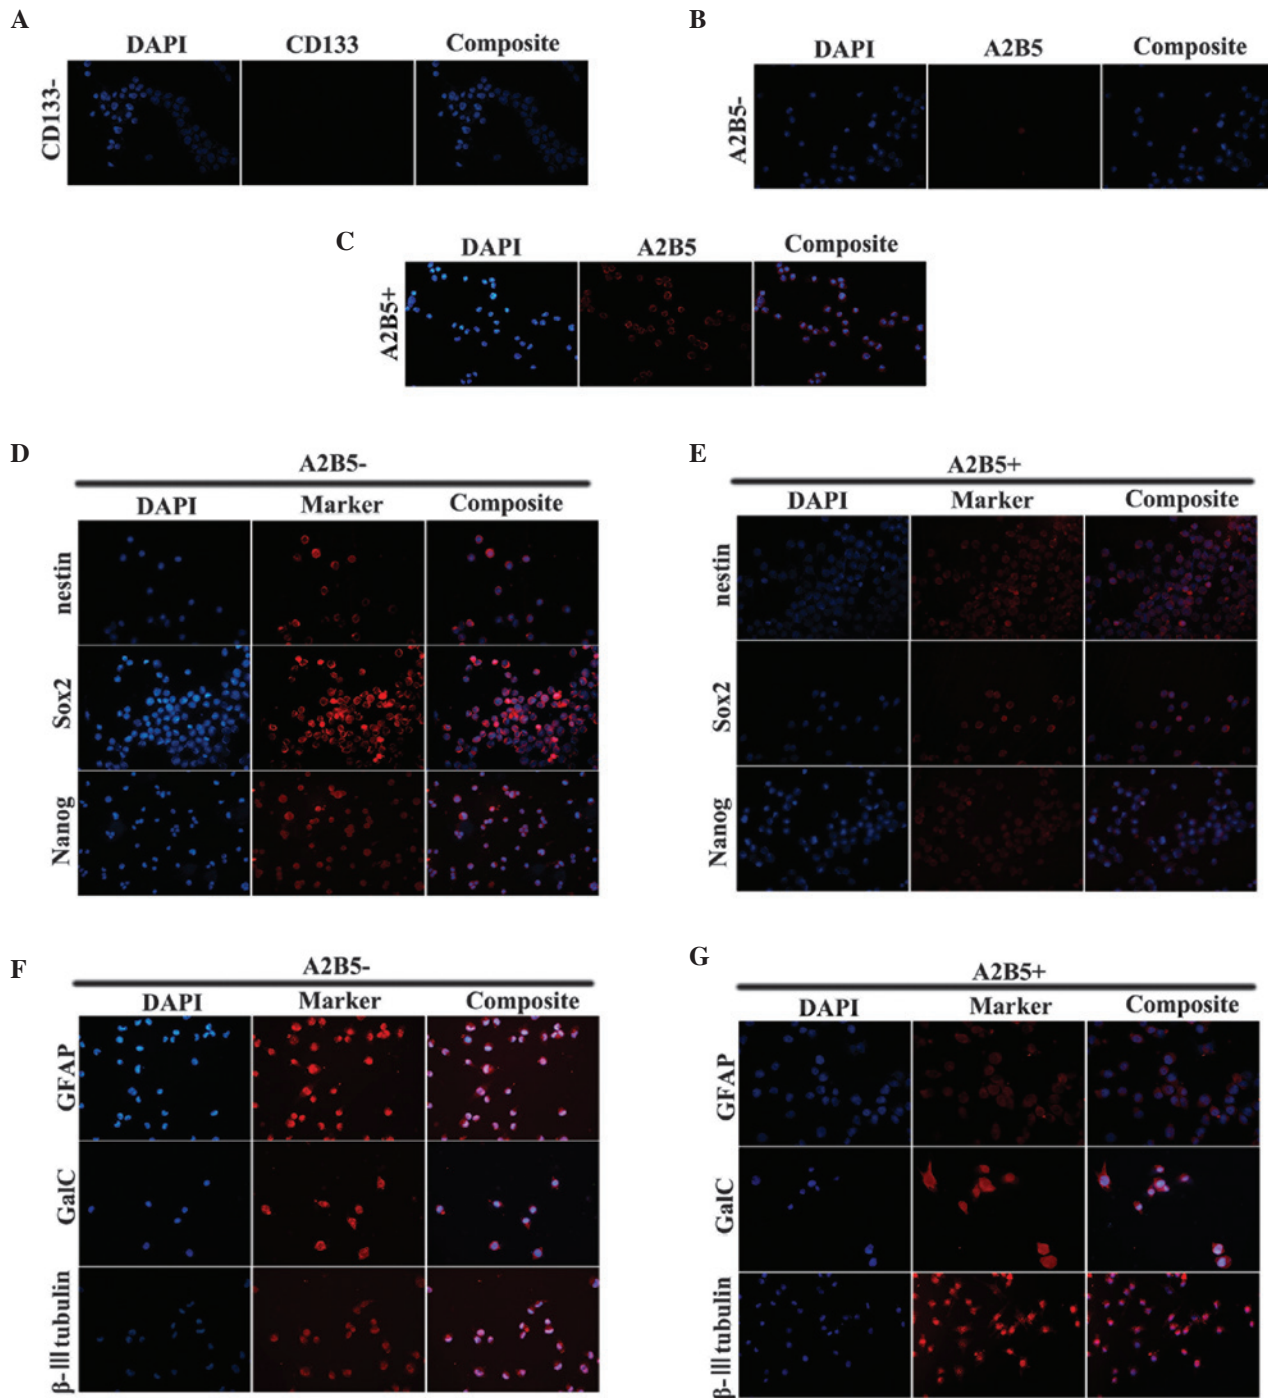 A
DAPI CD133 Composite
CD133-
B
DAPI A2B5 Composite
A2B5-
C
DAPI A2B5 Composite
A2B5+
D
A2B5-
DAPI Marker Composite
nestin
Sox2
Nanog
E
A2B5+
DAPI Marker Composite
nestin
Sox2
Nanog
F
A2B5-
DAPI Marker Composite
GFAP
GalC
β-III tubulin
G
A2B5+
DAPI Marker Composite
GFAP
GalC
β-III tubulin